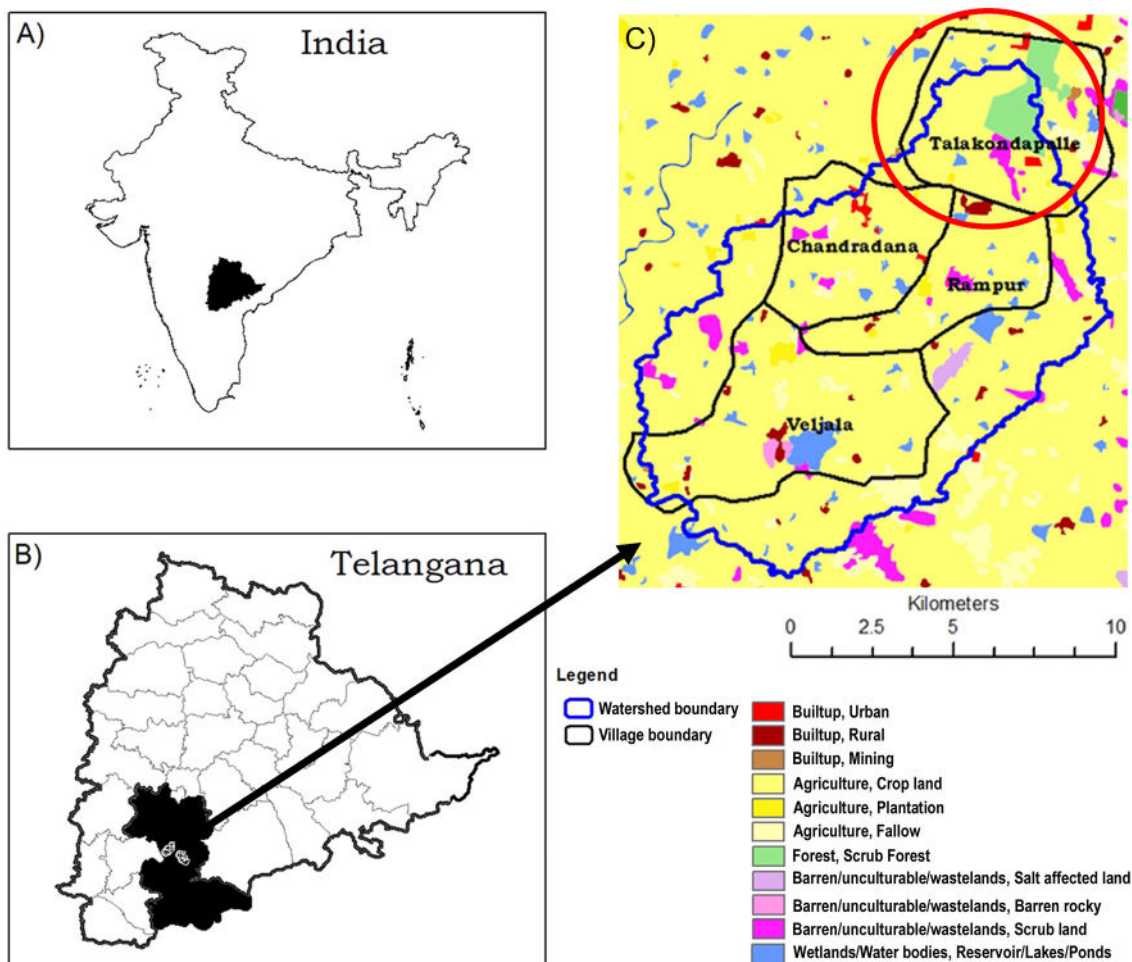 A)
India
B)
Telangana
C)
Talakondapalle
Chandradana
Rampur
Veljala
Kilometers
0 2.5 5 10
Legend
Watershed boundary
Village boundary
Builtup, Urban
Builtup, Rural
Builtup, Mining
Agriculture, Crop land
Agriculture, Plantation
Agriculture, Fallow
Forest, Scrub Forest
Barren/unculturable/wastelands, Salt affected land
Barren/unculturable/wastelands, Barren rocky
Barren/unculturable/wastelands, Scrub land
Wetlands/Water bodies, Reservoir/Lakes/Ponds